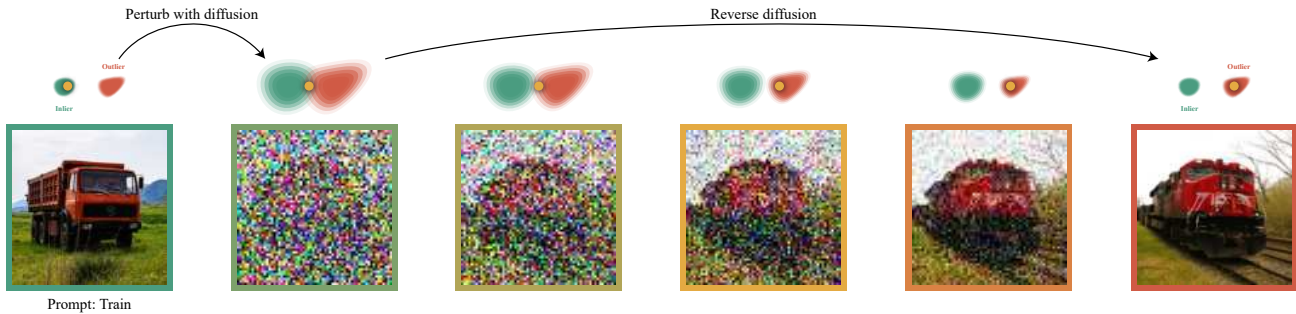 Perturb with diffusion
Reverse diffusion
Outlier
Inlier
Outlier
Inlier
Prompt: Train